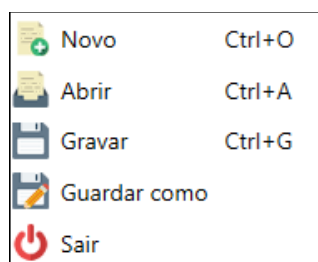 Novo Ctrl+O
Abrir Ctrl+A
Gravar Ctrl+G
Guardar como
Sair